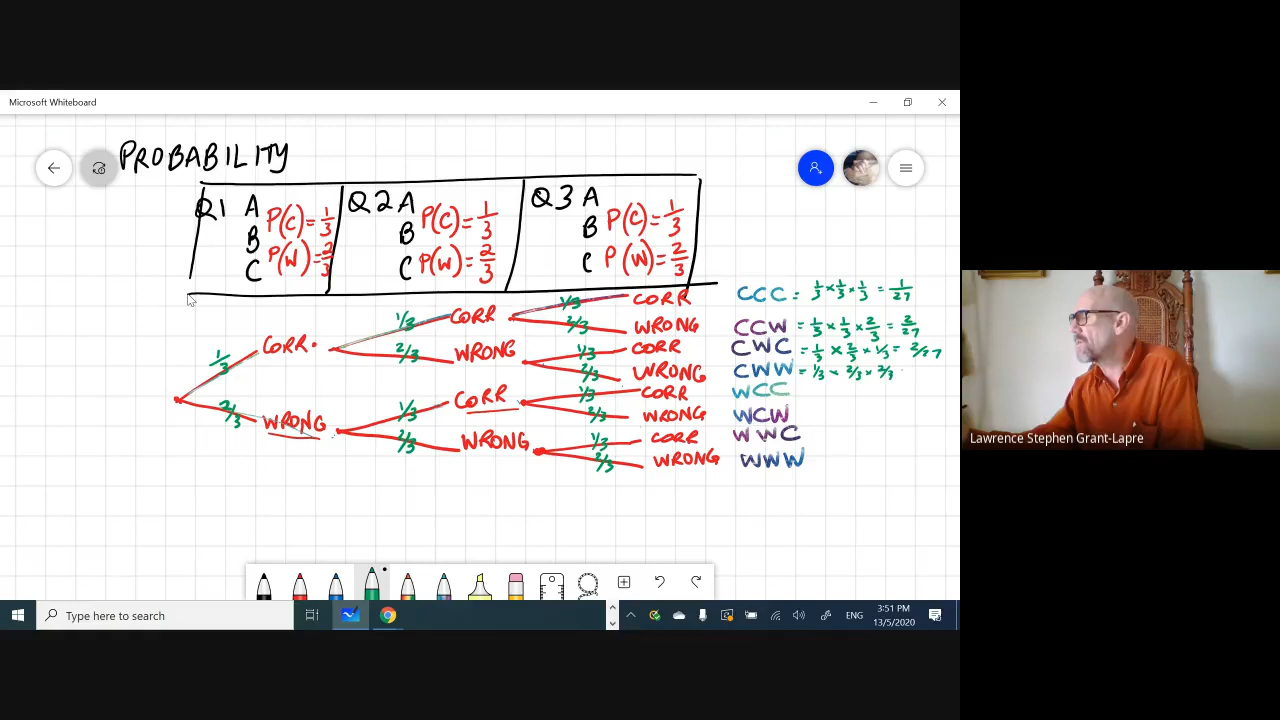 Microsoft Whiteboard
PROBABILITY
Q1 A P(C)=1/3
B
P(W)=2/3
C
Q2 A P(C)=1/3
B
C P(W)=2/3
Q3 A P(C)=1/3
B
C P(W)=2/3
1/3 CORR.
2/3 WRONG
1/3 CORR
2/3 WRONG
1/3 CORR
2/3 WRONG
1/3 CORR
2/3 WRONG
1/3 CORR
2/3 WRONG
1/3 CORR
2/3 WRONG
1/3 CORR
2/3 WRONG
CCC = 1/3 × 1/3 × 1/3 = 1/27
CCW = 1/3 × 1/3 × 2/3 = 2/27
CWC = 1/3 × 2/3 × 1/3 = 2/27
CWW = 1/3 × 2/3 × 2/3
WCC
WCW
WWC
WWW
Lawrence Stephen Grant-Lapre
Type here to search
ENG
3:51 PM
13/5/2020